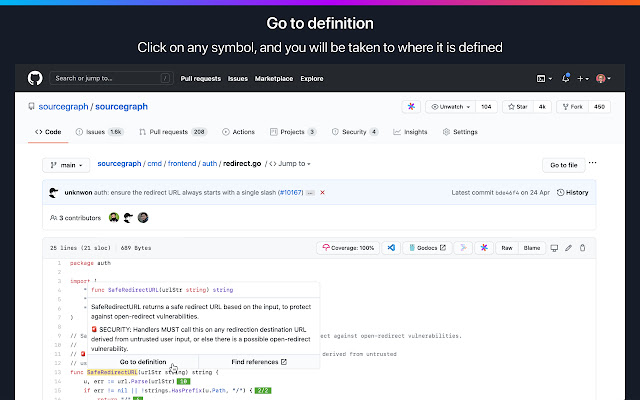 Go to definition
Click on any symbol, and you will be taken to where it is defined
Search or jump to... / Pull requests Issues Marketplace Explore
sourcegraph / sourcegraph Unwatch 104 Star 4k Fork 450
<> Code Issues 1.6k Pull requests 208 Actions Projects 3 Security 4 Insights Settings
main sourcegraph / cmd / frontend / auth / redirect.go / <> Jump to Go to file ...
unknwon auth: ensure the redirect URL always starts with a single slash (#10167) ... × Latest commit bde46f4 on 24 Apr History
3 contributors
25 lines (21 sloc) | 689 Bytes Coverage: 100% Godocs Raw Blame
1 package auth
2
3 import (
4 func SafeRedirectURL(urlStr string) string
5
6 SafeRedirectURL returns a safe redirect URL based on the input, to protect
7 } against open-redirect vulnerabilities.
8
9 // Sa SECURITY: Handlers MUST call this on any redirection destination URL ect against open-redirect vulnerabilities.
10 // derived from untrusted user input, or else there is a possible open-redirect
11 // vulnerability. derived from untrusted
12 // us Go to definition Find references
13 func SafeRedirectURL(urlStr string) string {
14 u, err := url.Parse(urlStr) 10
15 if err != nil || !strings.HasPrefix(u.Path, "/") { 2/2
16 return "/"